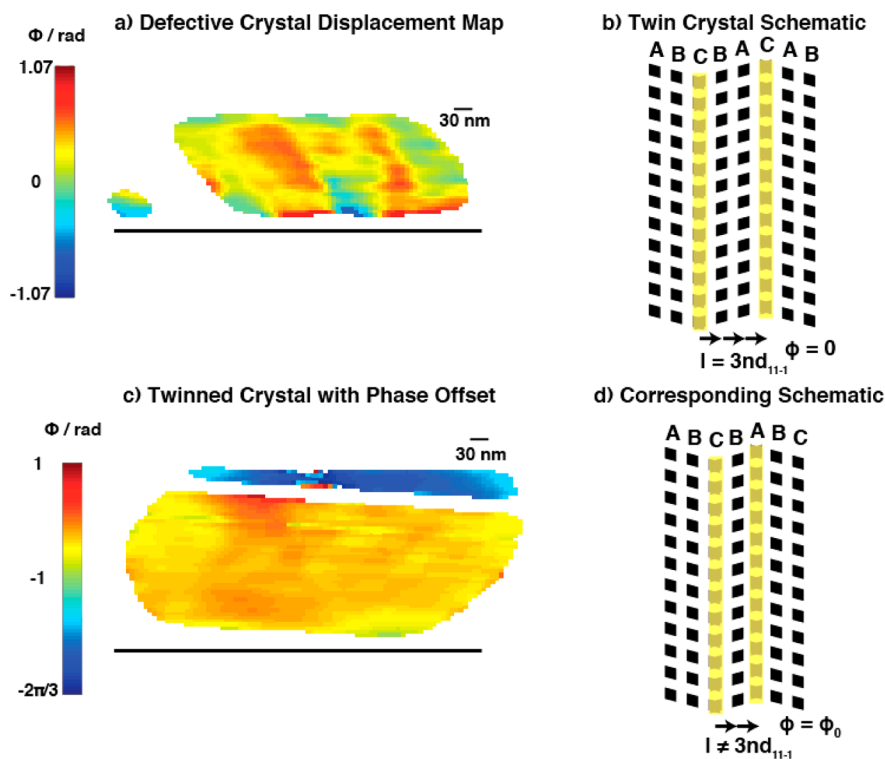 a) Defective Crystal Displacement Map
Φ / rad
1.07
0
-1.07
30 nm
b) Twin Crystal Schematic
A B C B A C A B
l = 3nd₁₁₋₁
ϕ = 0
c) Twinned Crystal with Phase Offset
Φ / rad
1
-1
-2π/3
30 nm
d) Corresponding Schematic
A B C B A B C
l ≠ 3nd₁₁₋₁
ϕ = ϕ₀